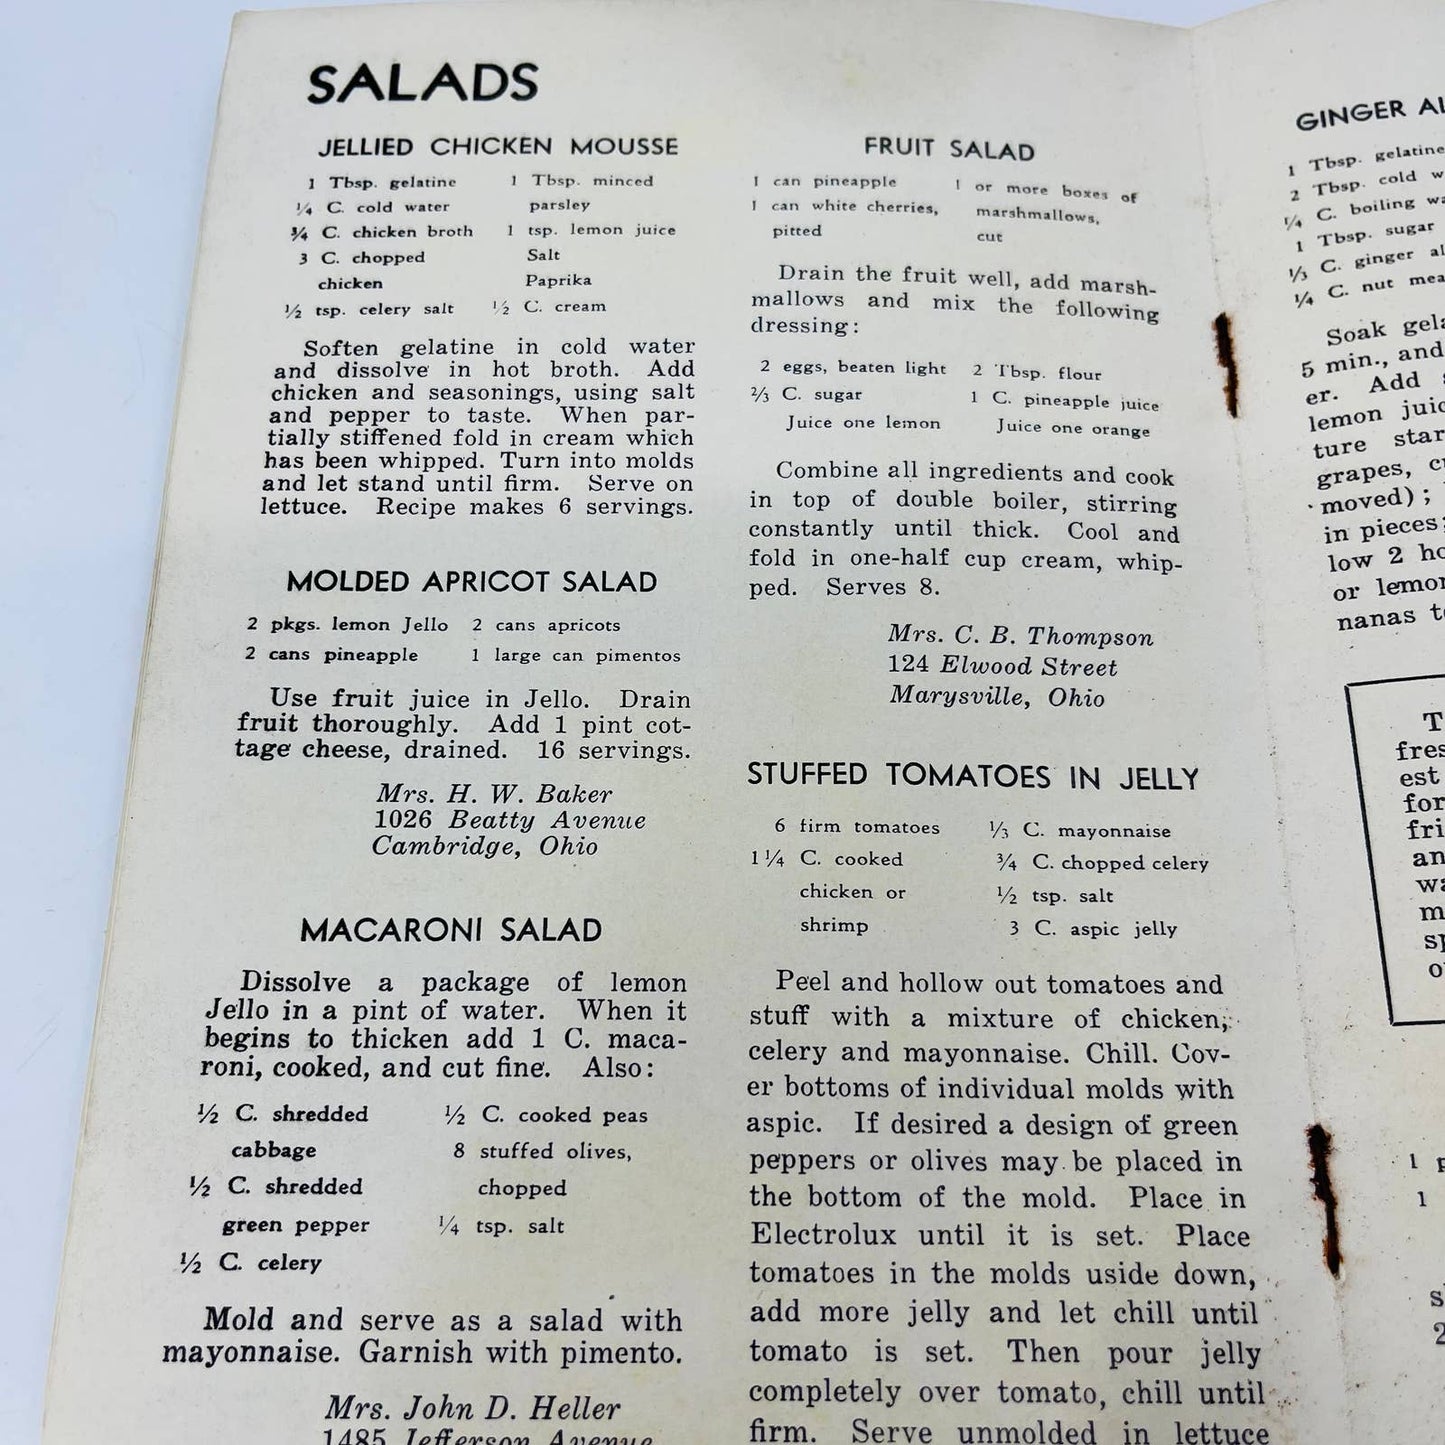 SALADS
JELLIED CHICKEN MOUSSE
1 Tbsp. gelatine
¼ C. cold water
¾ C. chicken broth
3 C. chopped
chicken
½ tsp. celery salt
1 Tbsp. minced
parsley
1 tsp. lemon juice
Salt
Paprika
½ C. cream
Soften gelatine in cold water
and dissolve in hot broth. Add
chicken and seasonings, using salt
and pepper to taste. When par-
tially stiffened fold in cream which
has been whipped. Turn into molds
and let stand until firm. Serve on
lettuce. Recipe makes 6 servings.
MOLDED APRICOT SALAD
2 pkgs. lemon Jello
2 cans pineapple
2 cans apricots
1 large can pimentos
Use fruit juice in Jello. Drain
fruit thoroughly. Add 1 pint cot-
tage cheese, drained. 16 servings.
Mrs. H. W. Baker
1026 Beatty Avenue
Cambridge, Ohio
MACARONI SALAD
Dissolve a package of lemon
Jello in a pint of water. When it
begins to thicken add 1 C. maca-
roni, cooked, and cut fine. Also:
½ C. shredded
cabbage
½ C. shredded
green pepper
½ C. celery
½ C. cooked peas
8 stuffed olives,
chopped
¼ tsp. salt
Mold and serve as a salad with
mayonnaise. Garnish with pimento.
Mrs. John D. Heller
1485 Jefferson Avenue
FRUIT SALAD
1 can pineapple
1 can white cherries,
pitted
1 or more boxes of
marshmallows,
cut
Drain the fruit well, add marsh-
mallows and mix the following
dressing:
2 eggs, beaten light
⅔ C. sugar
Juice one lemon
2 Tbsp. flour
1 C. pineapple juice
Juice one orange
Combine all ingredients and cook
in top of double boiler, stirring
constantly until thick. Cool and
fold in one-half cup cream, whip-
ped. Serves 8.
Mrs. C. B. Thompson
124 Elwood Street
Marysville, Ohio
STUFFED TOMATOES IN JELLY
6 firm tomatoes
1¼ C. cooked
chicken or
shrimp
⅓ C. mayonnaise
¾ C. chopped celery
½ tsp. salt
3 C. aspic jelly
Peel and hollow out tomatoes and
stuff with a mixture of chicken,
celery and mayonnaise. Chill. Cov-
er bottoms of individual molds with
aspic. If desired a design of green
peppers or olives may be placed in
the bottom of the mold. Place in
Electrolux until it is set. Place
tomatoes in the molds uside down,
add more jelly and let chill until
tomato is set. Then pour jelly
completely over tomato, chill until
firm. Serve unmolded in lettuce
GINGER
1 Tbsp. gelatine
2 Tbsp. cold
¼ C. boiling
1 Tbsp. sugar
⅓ C. ginger
¼ C. nut
Soak
5 min., and
er. Add
lemon
ture
grapes,
moved);
in pieces;
low 2
or
nanas
est
for
1
1